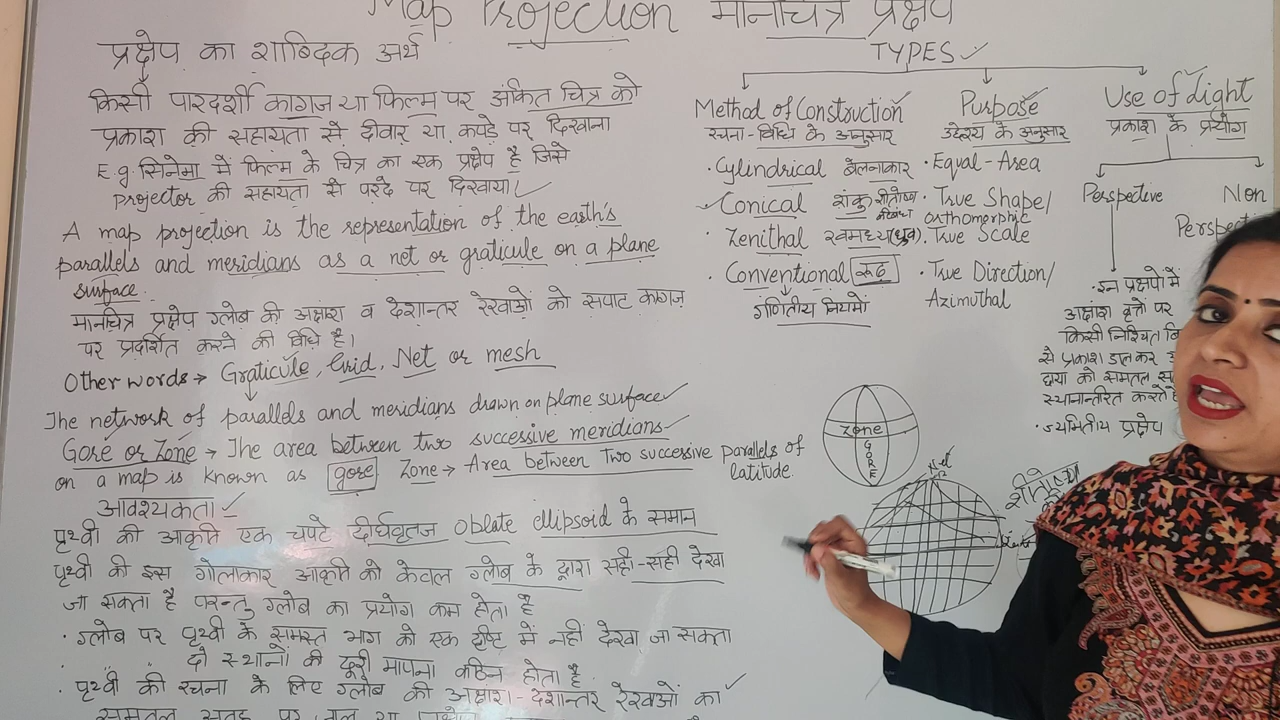 Map Projection मानचित्र प्रक्षेप
प्रक्षेप का शाब्दिक अर्थ
किसी पारदर्शी कागज या फिल्म पर अंकित चित्र को
प्रकाश की सहायता से दीवार या कपड़े पर दिखाना
E.g. सिनेमा में फिल्म के चित्र का एक प्रक्षेप है जिसे
Projector की सहायता से परदे पर दिखाया।
A map projection is the representation of the earth's
parallels and meridians as a net or graticule on a plane
surface.
मानचित्र प्रक्षेप ग्लोब की अक्षांश व देशान्तर रेखाओं को सपाट कागज़
पर प्रदर्शित करने की विधि है।
Other words → Graticule, Grid, Net or mesh
The network of parallels and meridians drawn on plane surface
Gore or Zone → The area between two successive meridians
on a map is known as gore Zone → Area between two successive parallels of
latitude.
आवश्यकता
पृथ्वी की आकृति एक चपटे दीर्घवृतज Oblate ellipsoid के समान
पृथ्वी की इस गोलाकार आकृति को केवल ग्लोब के द्वारा सही-सही देखा
जा सकता है परन्तु ग्लोब का प्रयोग कम होता है
· ग्लोब पर पृथ्वी के समस्त भाग को एक दृष्टि में नहीं देखा जा सकता
· दो स्थानों की दूरी मापना कठिन होता है
· पृथ्वी की रचना के लिए ग्लोब की अक्षांश-देशान्तर रेखाओं का
समतल सतह पर
TYPES
Method of Construction
रचना-विधि के अनुसार
· Cylindrical बेलनाकार
Conical शंकु शीतोष्ण
कटिबंध
· Zenithal खमध्य (ध्रुव)
· Conventional रूढ़
गणितीय नियमों
Purpose
उद्देश्य के अनुसार
· Equal-Area
· True Shape/
Orthomorphic
· True Scale
· True Direction/
Azimuthal
Use of Light
प्रकाश के प्रयोग
Perspective
Non
· इन प्रक्षेपों में
अक्षांश वृत्तों पर
किसी निश्चित
से प्रकाश डालकर
छाया को समतल
स्थानान्तरित करते
· ज्यमितीय प्रक्षेप
Zone
GORE
शीतोष्ण